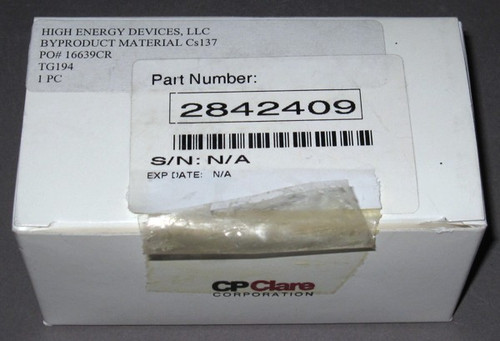 HIGH ENERGY DEVICES, LLC
BYPRODUCT MATERIAL Cs137
PO# 16639CR
TG194
1 PC
Part Number:
2842409
S/N: N/A
EXP DATE: N/A
CP Clare
CORPORATION